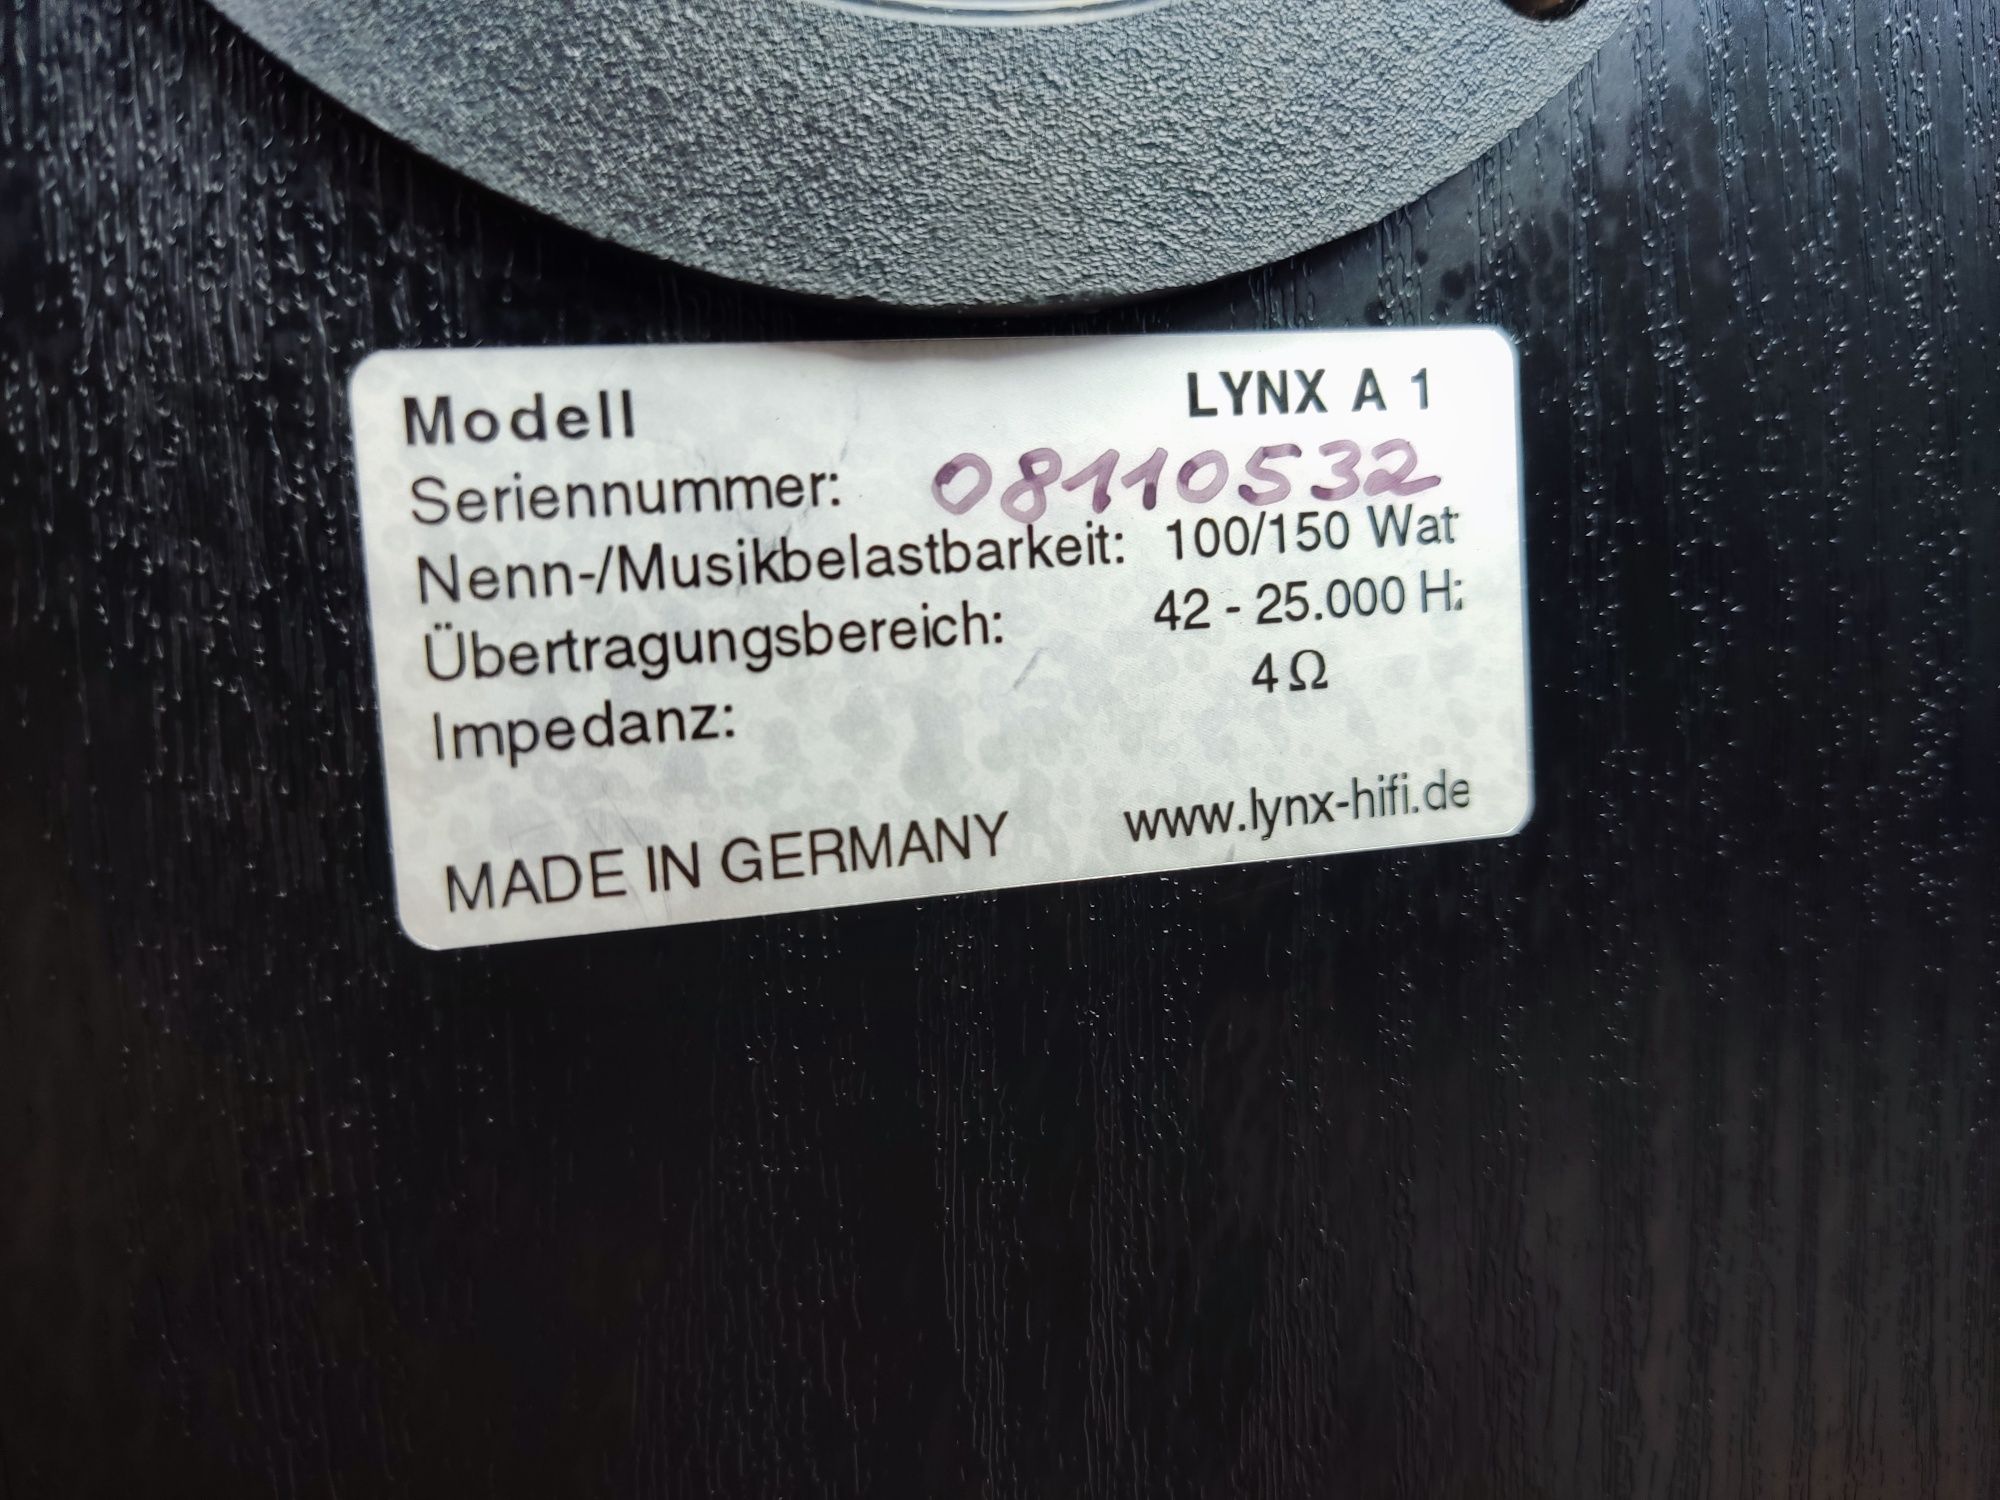 Modell LYNX A 1
Seriennummer: 08110532
Nenn-/Musikbelastbarkeit: 100/150 Wat
Übertragungsbereich: 42 - 25.000 H
Impedanz: 4 Ω
MADE IN GERMANY www.lynx-hifi.de